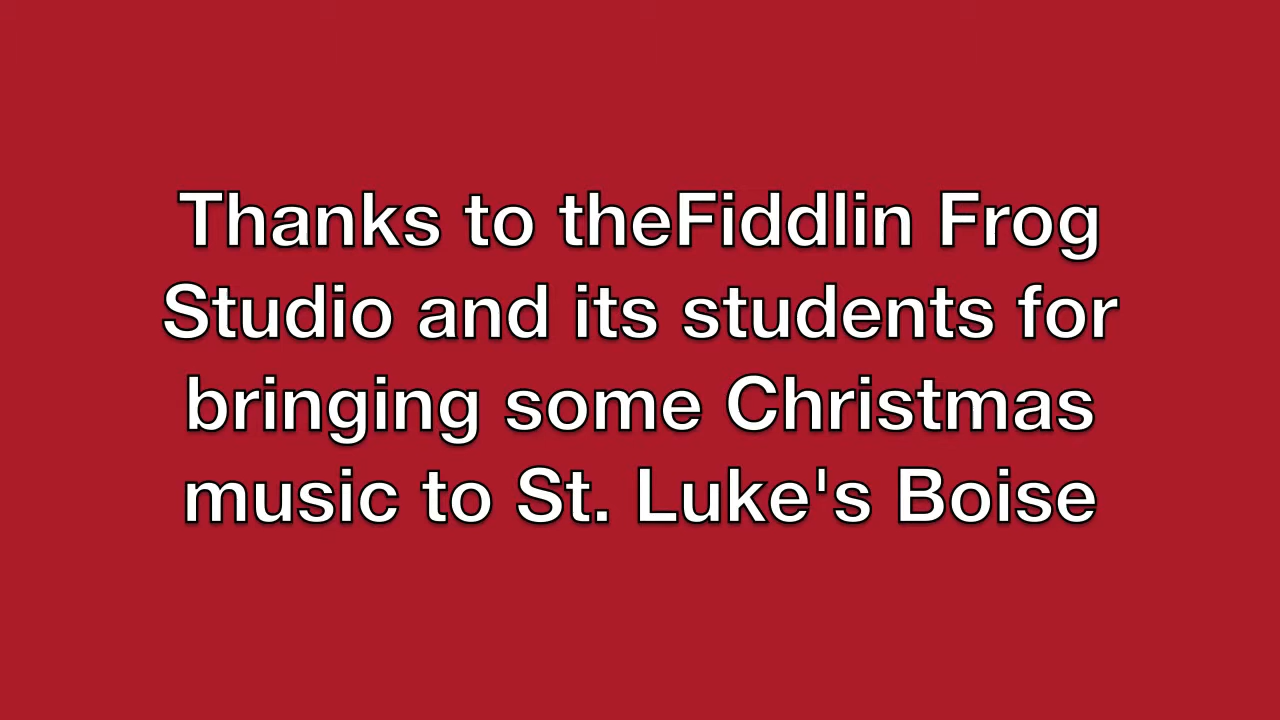 Thanks to theFiddlin Frog
Studio and its students for
bringing some Christmas
music to St. Luke's Boise